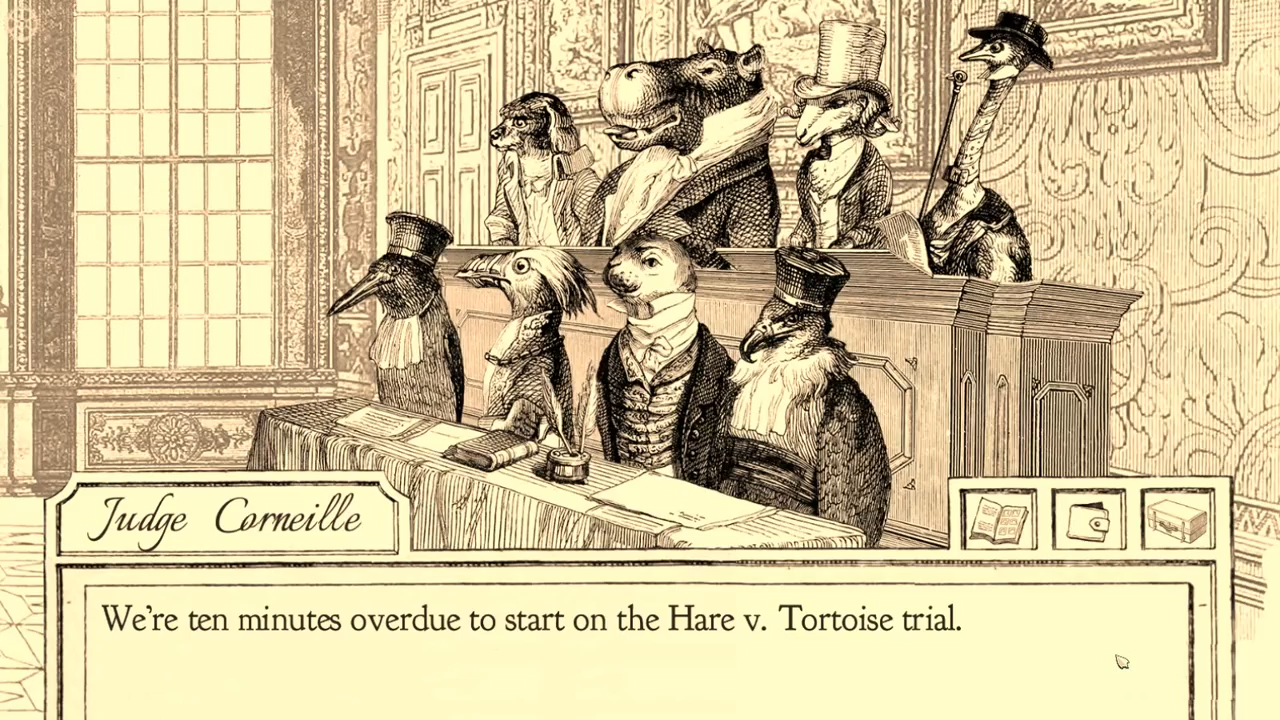 Judge Corneille
We're ten minutes overdue to start on the Hare v. Tortoise trial.